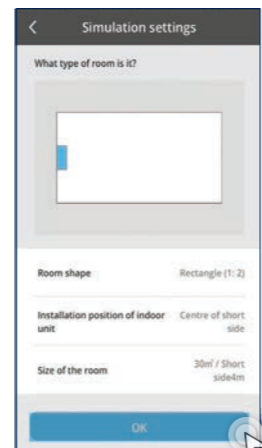 Simulation settings
What type of room is it?
Room shape Rectangle (1: 2)
Installation position of indoor Centre of short
unit side
Size of the room 30㎡ / Short
side4m
OK